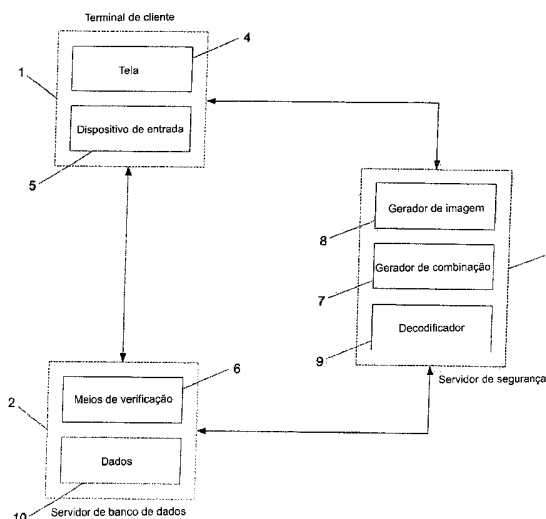 Terminal de cliente
4
Tela
1
Dispositivo de entrada
5
Gerador de imagem
8
Gerador de combinação
7
Decodificador
9
Servidor de segurança
6
Meios de verificação
2
Dados
10
Servidor de banco de dados